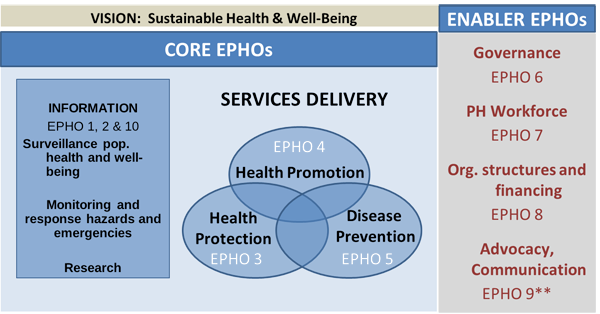 VISION: Sustainable Health & Well-Being
CORE EPHOs
INFORMATION
EPHO 1, 2 & 10
Surveillance pop.
health and well-
being
Monitoring and
response hazards and
emergencies
Research
SERVICES DELIVERY
EPHO 4
Health Promotion
Health
Protection
EPHO 3
Disease
Prevention
EPHO 5
ENABLER EPHOs
Governance
EPHO 6
PH Workforce
EPHO 7
Org. structures and
financing
EPHO 8
Advocacy,
Communication
EPHO 9**